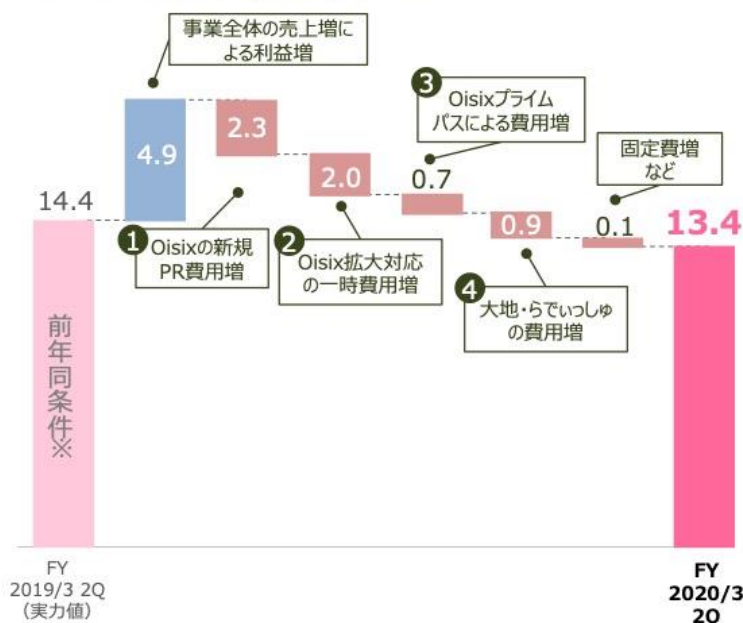 事業全体の売上増
による利益増
❸
Oisixプライム
パスによる費用増
固定費増
など
14.4
4.9
2.3
2.0
0.7
0.9
0.1
13.4
❶
Oisixの新規
PR費用増
❷
Oisix拡大対応
の一時費用増
❹
大地・らでぃっしゅ
の費用増
前年同条件※
FY
2019/3 2Q
(実力値)
FY
2020/3
2Q